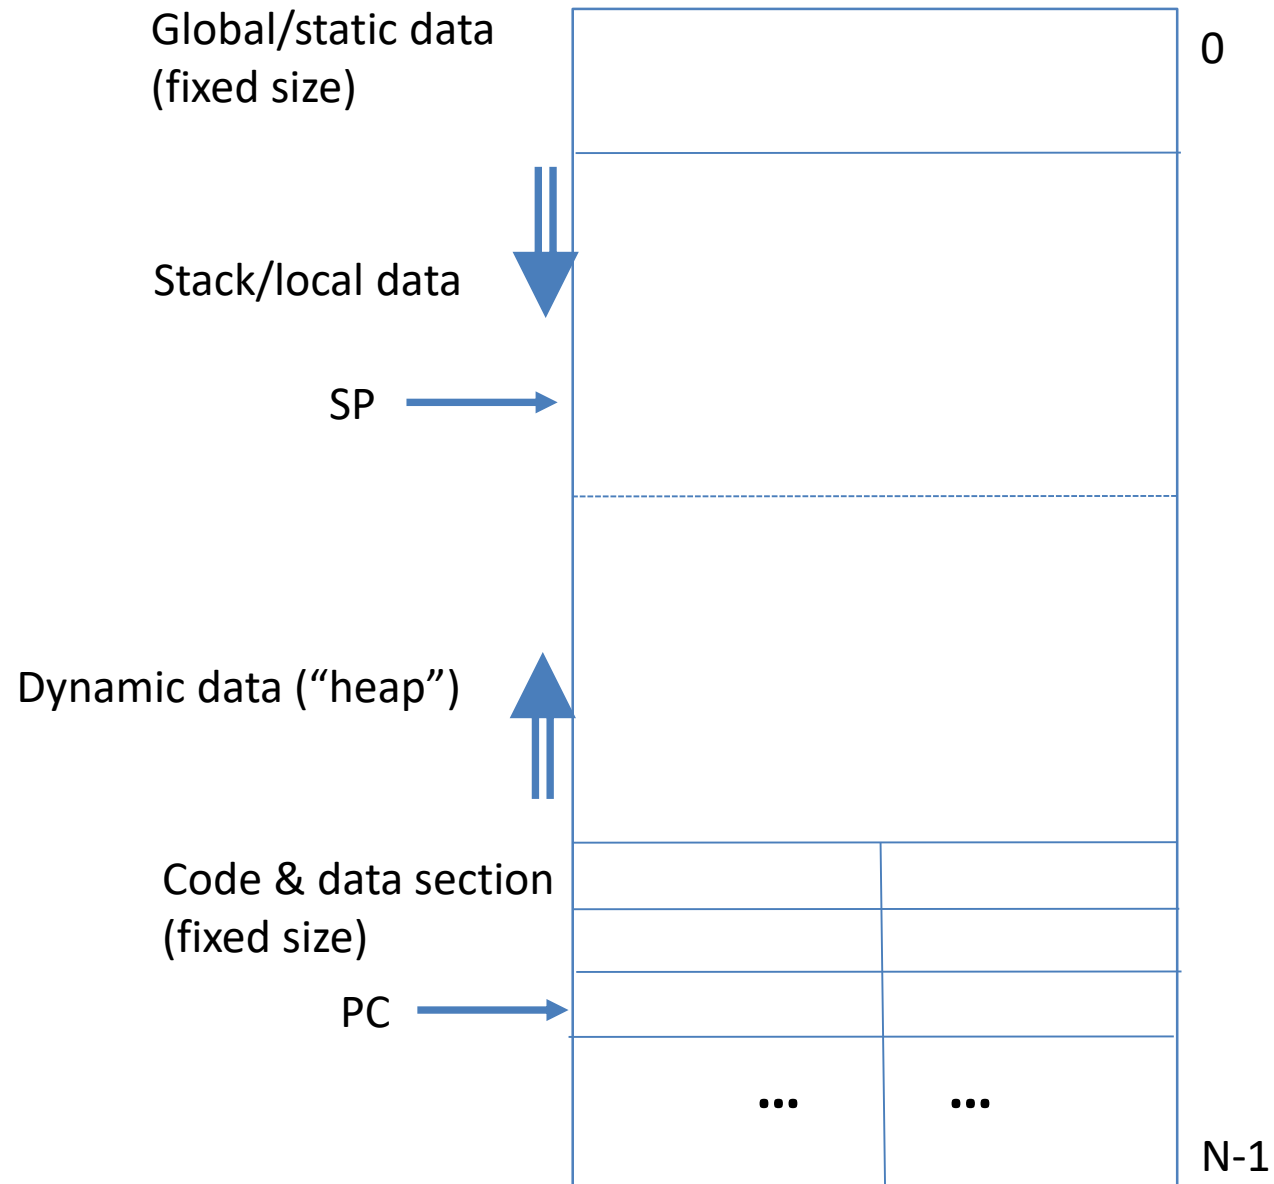 Global/static data
(fixed size)
0
Stack/local data
SP
Dynamic data (“heap”)
Code & data section
(fixed size)
PC
... ...
N-1